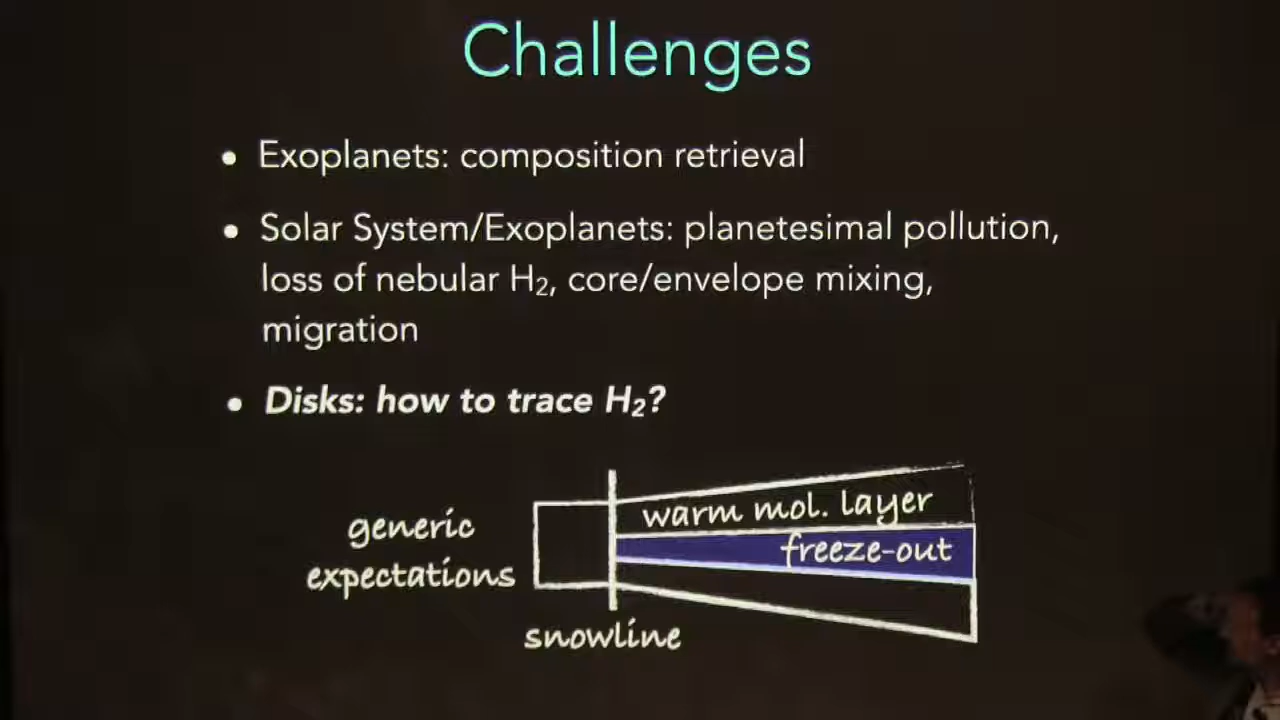 Challenges
• Exoplanets: composition retrieval
• Solar System/Exoplanets: planetesimal pollution,
loss of nebular H₂, core/envelope mixing,
migration
• Disks: how to trace H₂?
warm mol. layer
generic
expectations
freeze-out
snowline